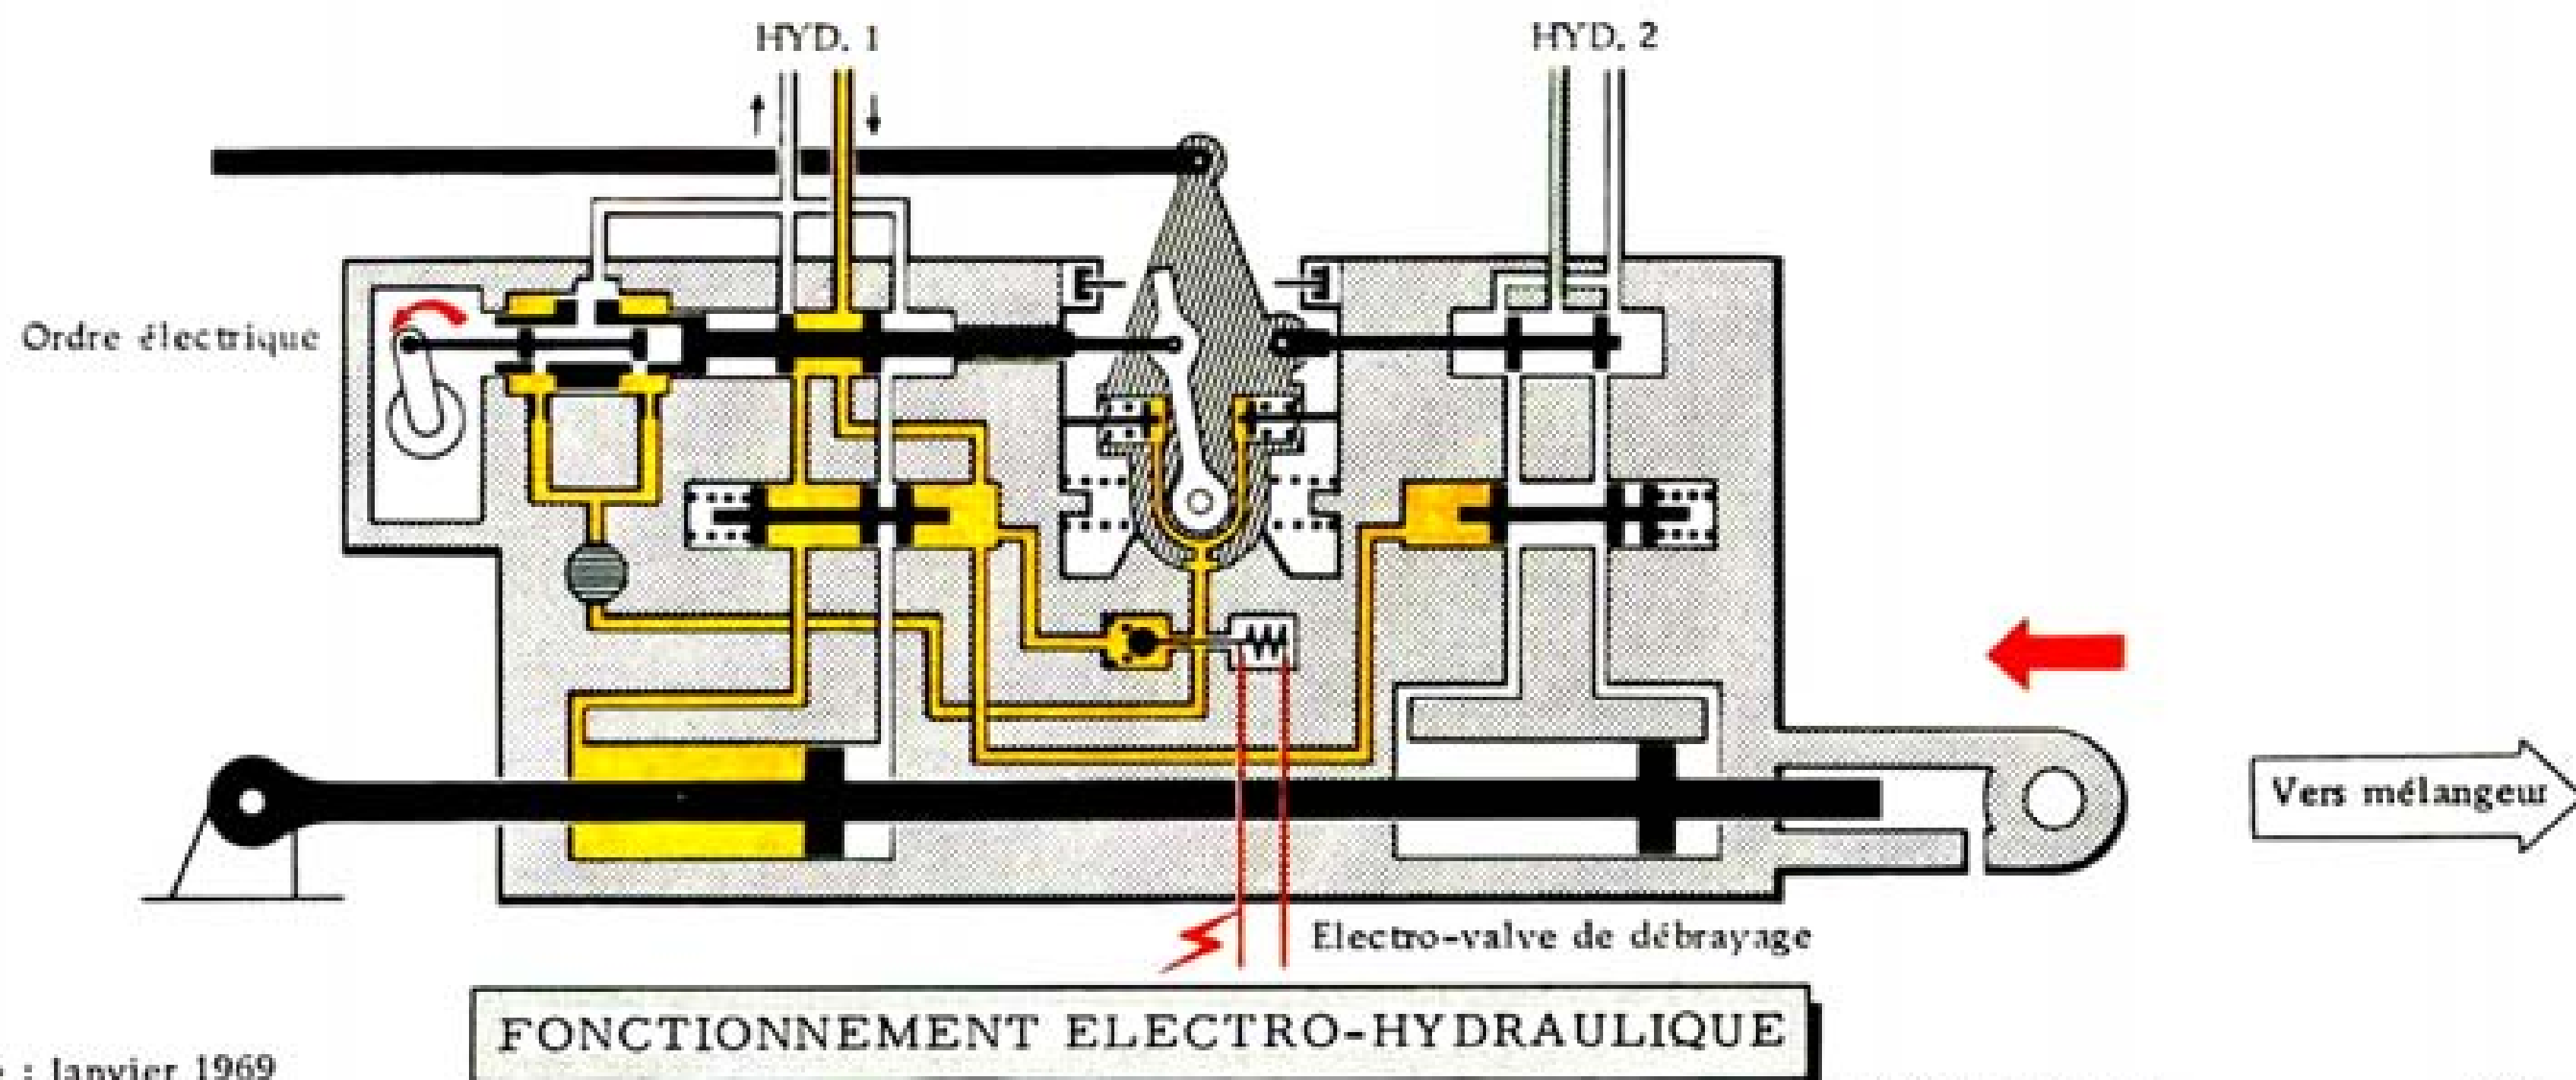 HYD. 1
HYD. 2
Ordre électrique
Vers mélangeur
Electro-valve de débrayage
FONCTIONNEMENT ELECTRO-HYDRAULIQUE
: Janvier 1969